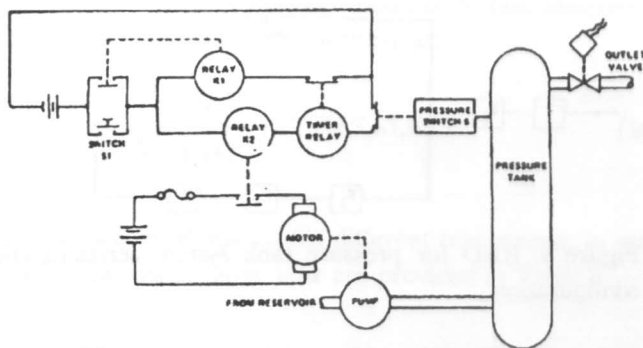 RELAY
K1
OUTLET
VALVE
RELAY
K2
TIMER
RELAY
PRESSURE
SWITCH S
SWITCH
S1
PRESSURE
TANK
MOTOR
FROM RESERVOIR
PUMP